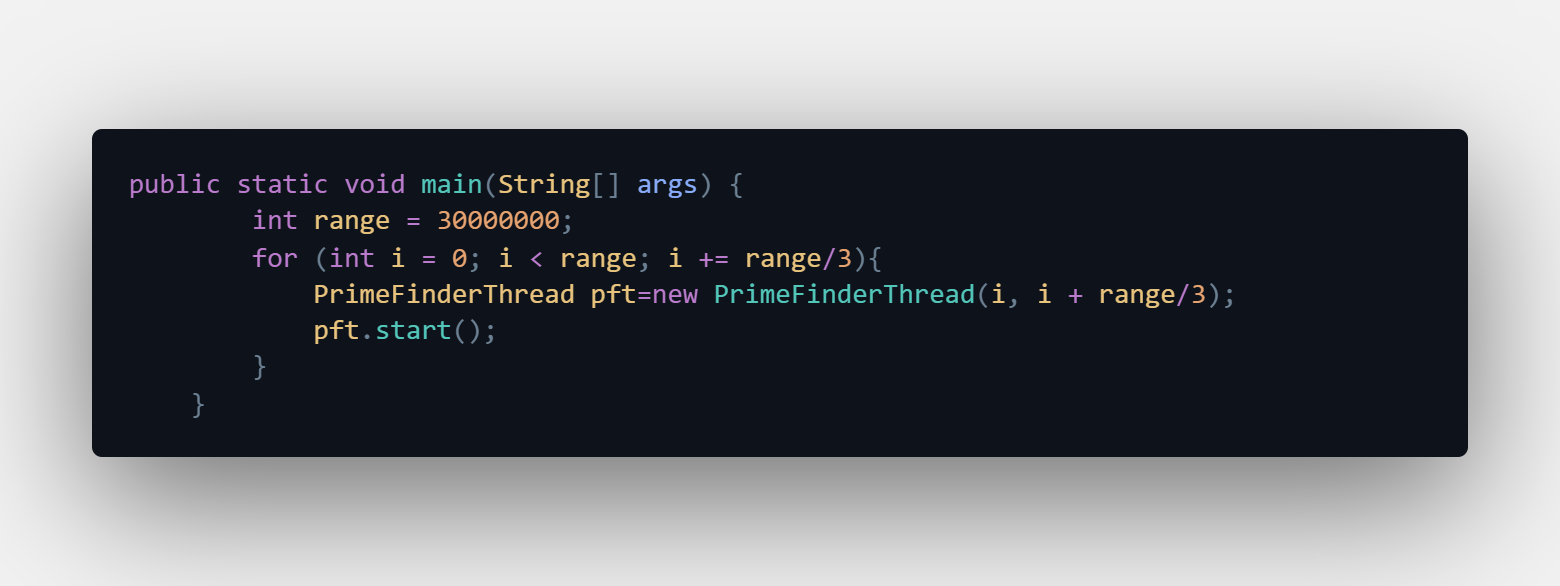 public static void main(String[] args) {
        int range = 30000000;
        for (int i = 0; i < range; i += range/3){
            PrimeFinderThread pft=new PrimeFinderThread(i, i + range/3);
            pft.start();
        }
    }